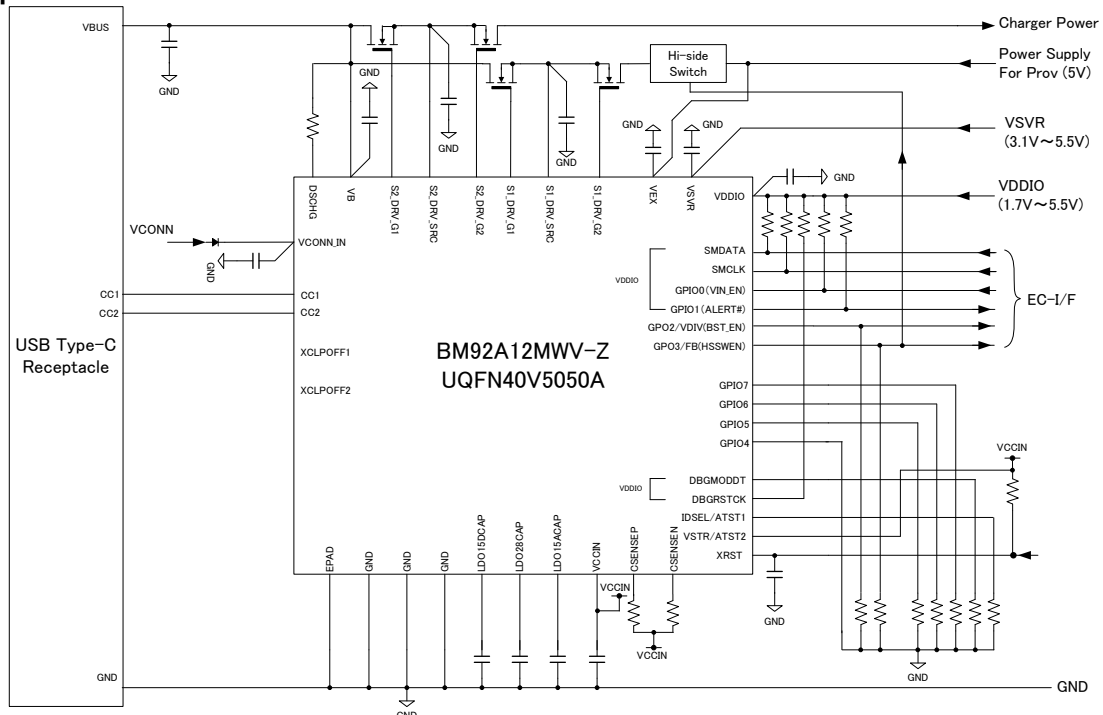 VBUS
Charger Power
Hi-side
Switch
Power Supply
For Prov (5V)
GND
GND
GND
GND
GND
GND
VSVR
(3.1V～5.5V)
DSCHG
VB
S2_DRV_G1
S2_DRV_SRC
S2_DRV_G2
S1_DRV_G1
S1_DRV_SRC
S1_DRV_G2
VEX
VSVR
VDDIO
GND
VDDIO
(1.7V～5.5V)
VCONN
VCONN_IN
GND
SMDATA
SMCLK
VDDIO
GPIO0(VIN_EN)
GPIO1(ALERT#)
GPO2/VDIV(BST_EN)
GPO3/FB(HSSWEN)
EC-I/F
CC1
CC1
CC2
CC2
USB Type-C
Receptacle
XCLPOFF1
XCLPOFF2
BM92A12MWV-Z
UQFN40V5050A
GPIO7
GPIO6
GPIO5
GPIO4
VCCIN
VDDIO
DBGMODDT
DBGRSTCK
IDSEL/ATST1
VSTR/ATST2
XRST
EPAD
GND
GND
GND
LDO15DCAP
LDO28CAP
LDO15ACAP
VCCIN
CSENSEP
CSENSEN
VCCIN
VCCIN
GND
GND
GND
GND
GND